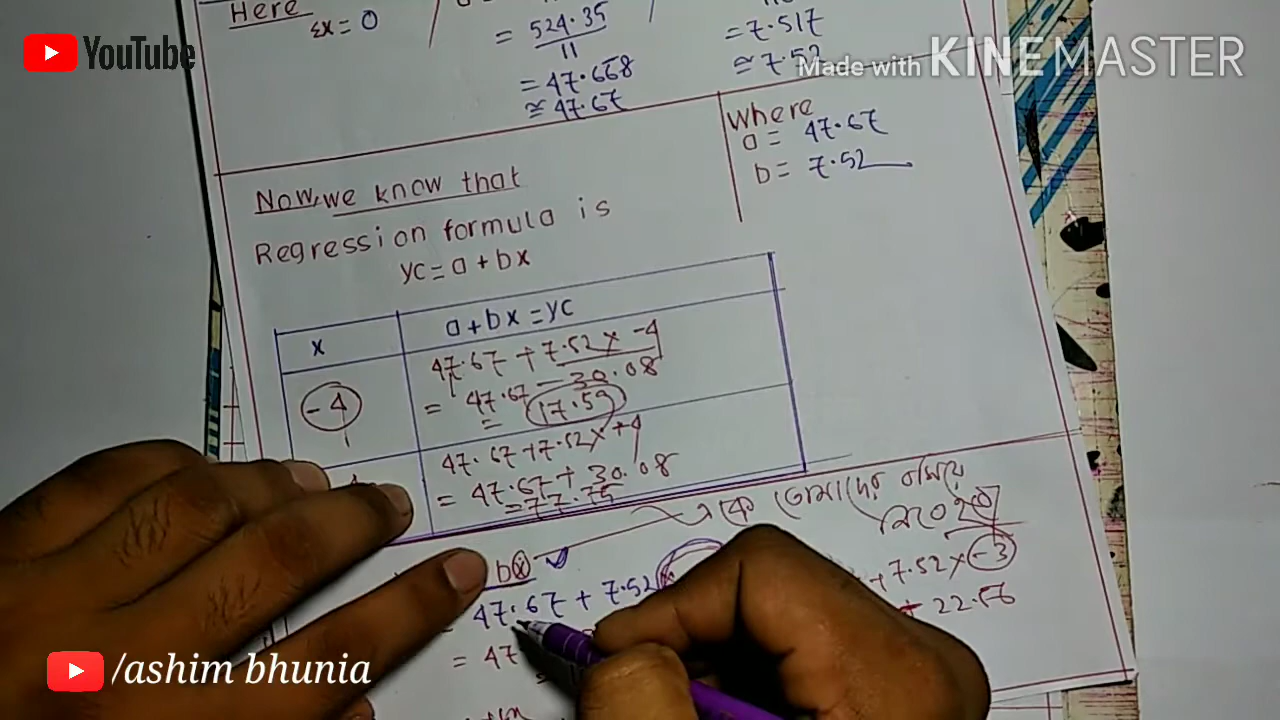 YouTube
Made with KINEMASTER
Here
Σx = 0
= 524.35
11
= 47.668
≅ 47.67
= 7.517
≅ 7.52
Where
a = 47.67
b = 7.52
Now, we know that
Regression formula is
yc = a + bx
x
a + bx = yc
- 4
47.67 + 7.52 x -4
= 47.67 - 30.08
= 17.59
47.67 + 7.52 x +4
= 47.67 + 30.08
= 77.75
bx
47.67 + 7.52
= 47
+ 7.52 x -3
22.56
/ashim bhunia